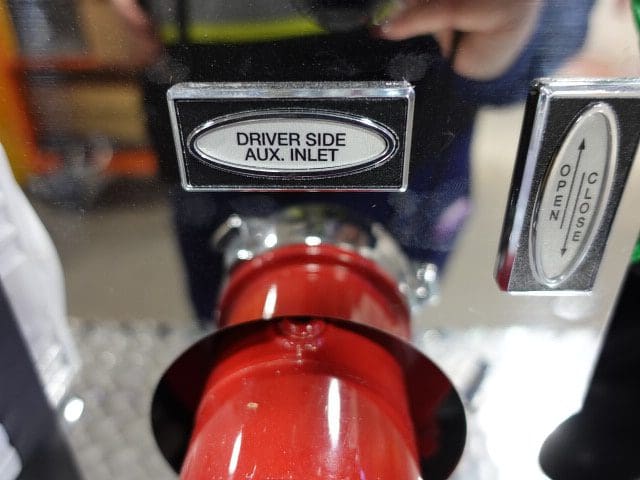 DRIVER SIDE
AUX. INLET
OPEN
CLOSE